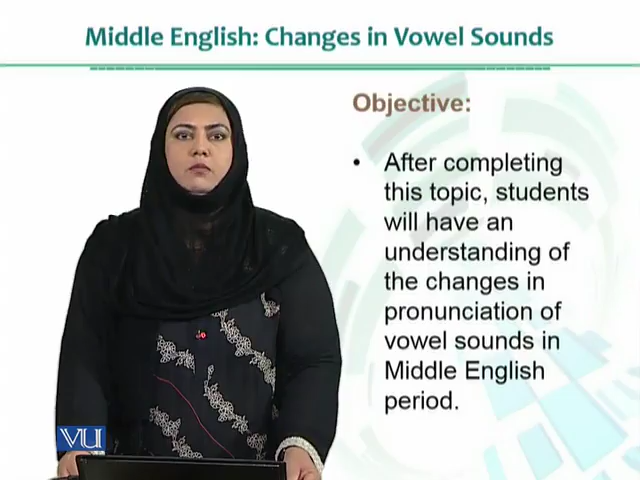 Middle English: Changes in Vowel Sounds
Objective:
• After completing
this topic, students
will have an
understanding of
the changes in
pronunciation of
vowel sounds in
Middle English
period.
VU